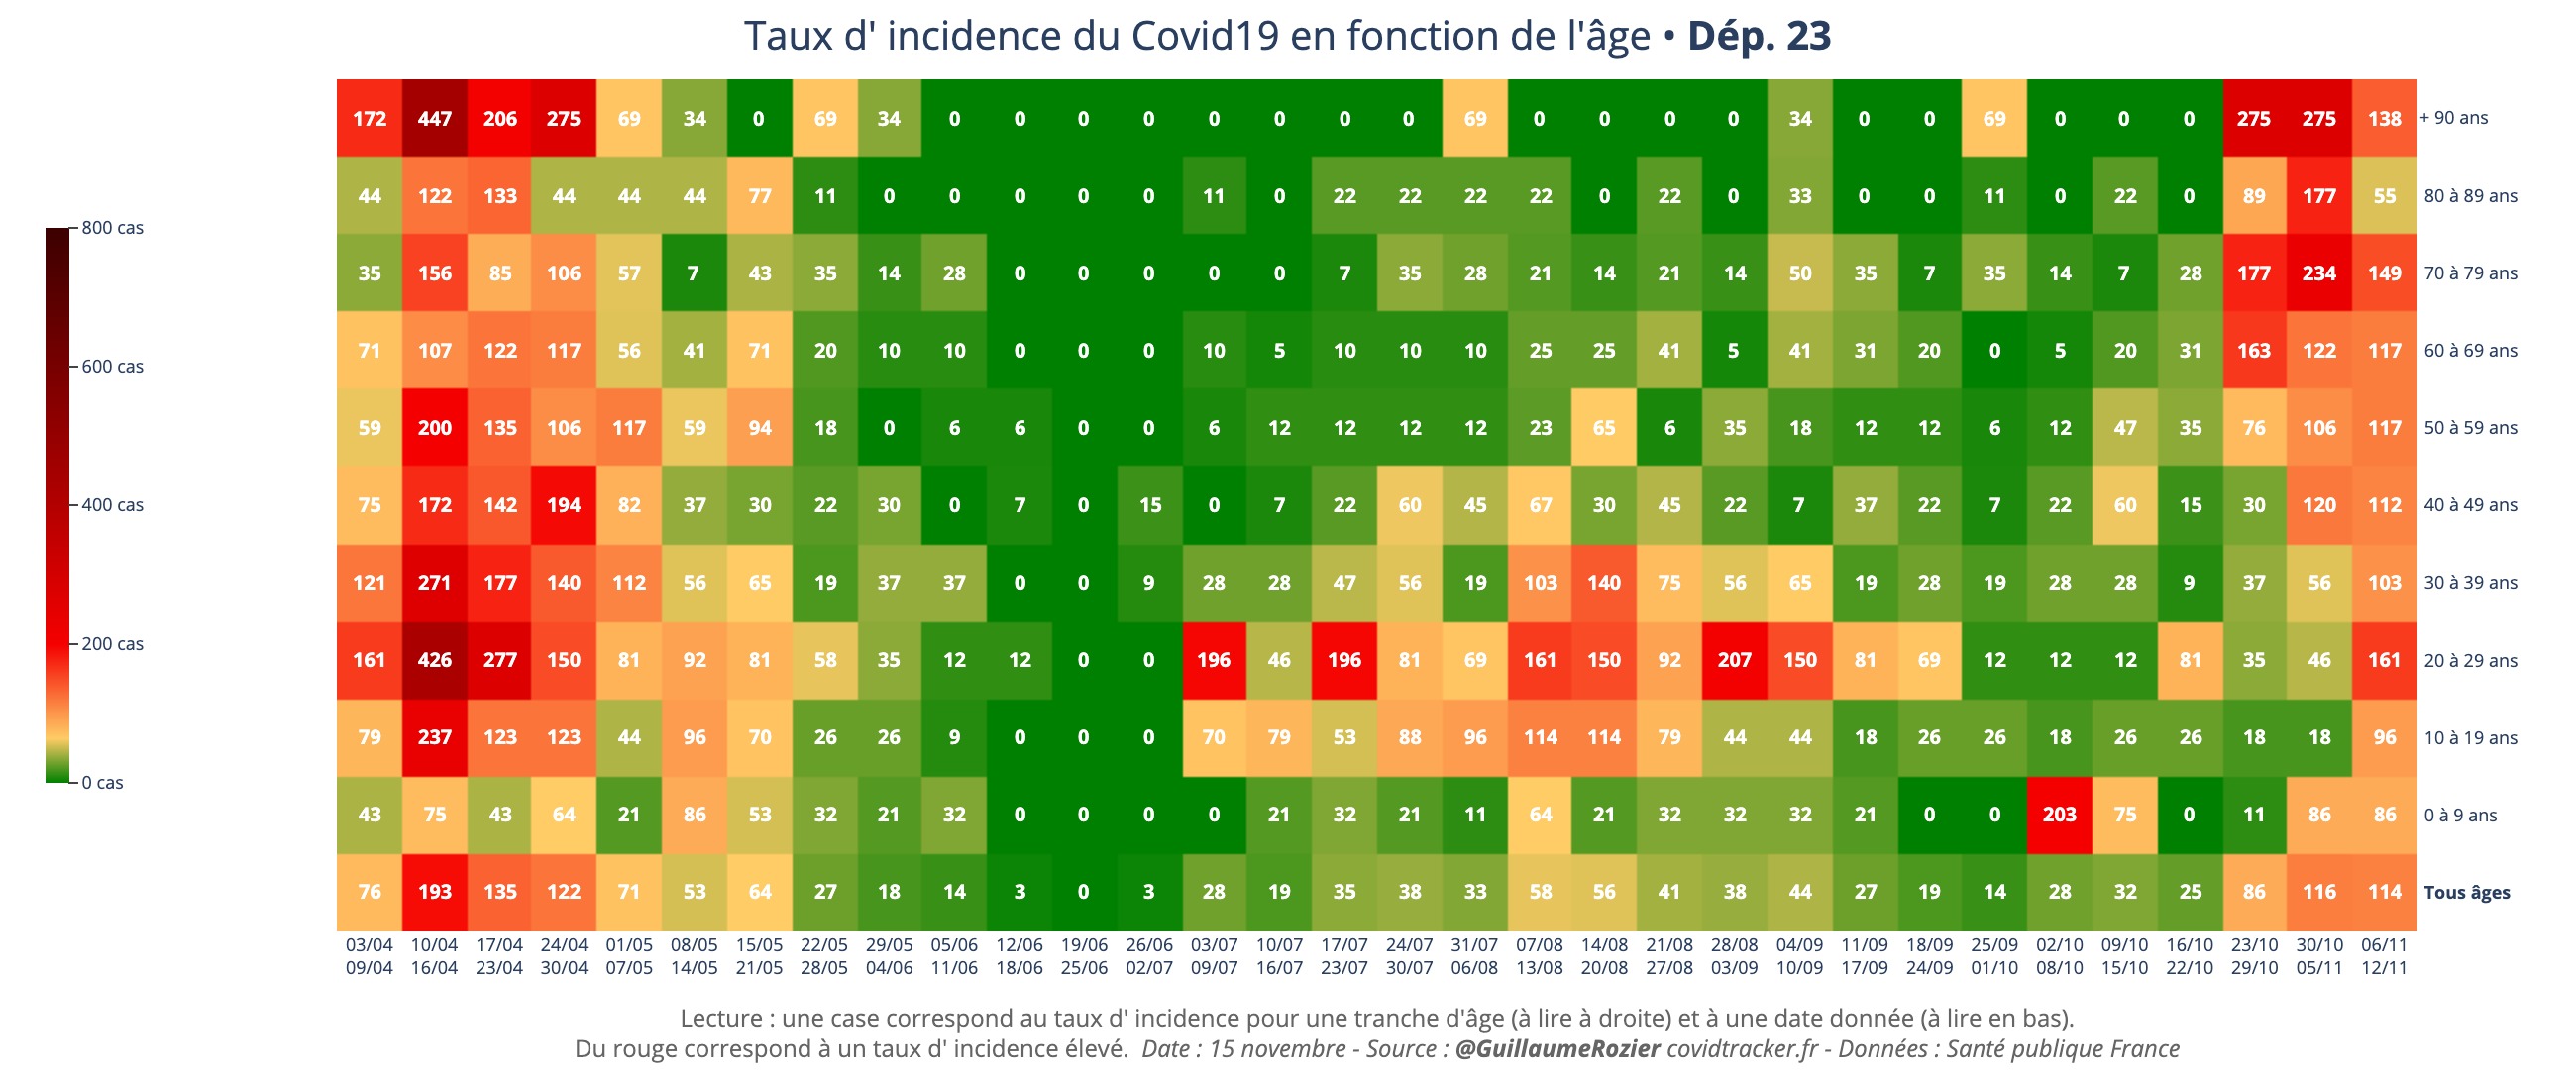 Taux d' incidence du Covid19 en fonction de l'âge • Dép. 23
800 cas
600 cas
400 cas
200 cas
0 cas
172 447 206 275 69 34 0 69 34 0 0 0 0 0 0 0 0 69 0 0 0 0 34 0 0 69 0 0 0 275 275 138 + 90 ans
44 122 133 44 44 44 77 11 0 0 0 0 0 11 0 22 22 22 22 0 22 0 33 0 0 11 0 22 0 89 177 55 80 à 89 ans
35 156 85 106 57 7 43 35 14 28 0 0 0 0 0 7 35 28 21 14 21 14 50 35 7 35 14 7 28 177 234 149 70 à 79 ans
71 107 122 117 56 41 71 20 10 10 0 0 0 10 5 10 10 10 25 25 41 5 41 31 20 0 5 20 31 163 122 117 60 à 69 ans
59 200 135 106 117 59 94 18 0 6 6 0 0 6 12 12 12 12 23 65 6 35 18 12 12 6 12 47 35 76 106 117 50 à 59 ans
75 172 142 194 82 37 30 22 30 0 7 0 15 0 7 22 60 45 67 30 45 22 7 37 22 7 22 60 15 30 120 112 40 à 49 ans
121 271 177 140 112 56 65 19 37 37 0 0 9 28 28 47 56 19 103 140 75 56 65 19 28 19 28 28 9 37 56 103 30 à 39 ans
161 426 277 150 81 92 81 58 35 12 12 0 0 196 46 196 81 69 161 150 92 207 150 81 69 12 12 12 81 35 46 161 20 à 29 ans
79 237 123 123 44 96 70 26 26 9 0 0 0 70 79 53 88 96 114 114 79 44 44 18 26 26 18 26 26 18 18 96 10 à 19 ans
43 75 43 64 21 86 53 32 21 32 0 0 0 0 21 32 21 11 64 21 32 32 32 21 0 0 203 75 0 11 86 86 0 à 9 ans
76 193 135 122 71 53 64 27 18 14 3 0 3 28 19 35 38 33 58 56 41 38 44 27 19 14 28 32 25 86 116 114 Tous âges
03/04 10/04 17/04 24/04 01/05 08/05 15/05 22/05 29/05 05/06 12/06 19/06 26/06 03/07 10/07 17/07 24/07 31/07 07/08 14/08 21/08 28/08 04/09 11/09 18/09 25/09 02/10 09/10 16/10 23/10 30/10 06/11
09/04 16/04 23/04 30/04 07/05 14/05 21/05 28/05 04/06 11/06 18/06 25/06 02/07 09/07 16/07 23/07 30/07 06/08 13/08 20/08 27/08 03/09 10/09 17/09 24/09 01/10 08/10 15/10 22/10 29/10 05/11 12/11
Lecture : une case correspond au taux d' incidence pour une tranche d'âge (à lire à droite) et à une date donnée (à lire en bas).
Du rouge correspond à un taux d' incidence élevé. Date : 15 novembre - Source : @GuillaumeRozier covidtracker.fr - Données : Santé publique France